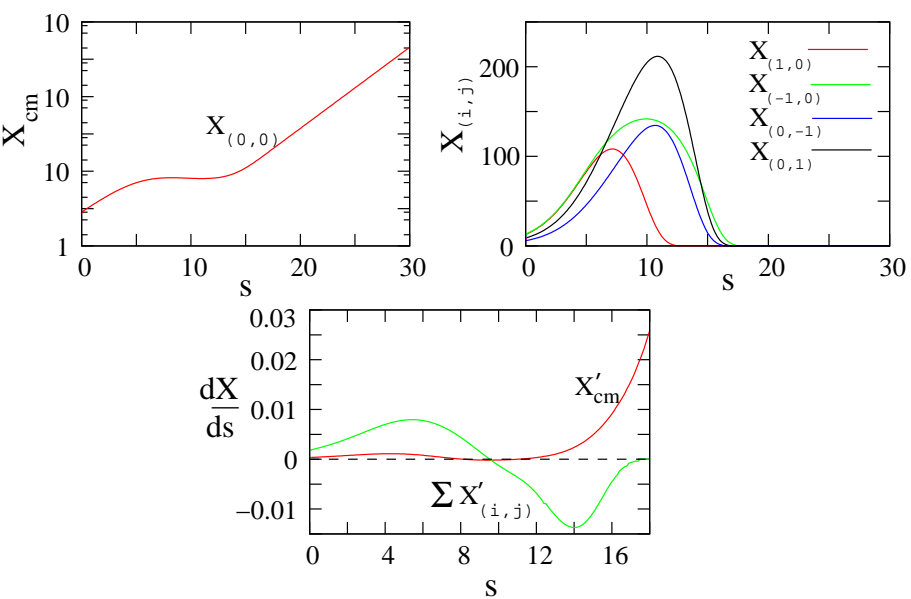 10
10
10
1
X_cm
X_(0,0)
0 10 20 30
s
200
100
0
X_(i,j)
X_(1,0)
X_(-1,0)
X_(0,-1)
X_(0,1)
0 10 20 30
s
0.03
0.02
0.01
0
−0.01
dX
ds
X′_cm
Σ X′_(i,j)
0 4 8 12 16
s